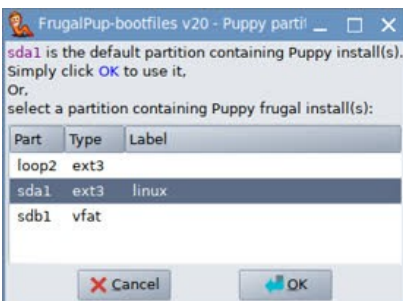 FrugalPup-bootfiles v20 - Puppy parti
sda1 is the default partition containing Puppy install(s).
Simply click OK to use it,
Or,
select a partition containing Puppy frugal install(s):
Part Type Label
loop2 ext3
sda1 ext3 linux
sdb1 vfat
Cancel OK